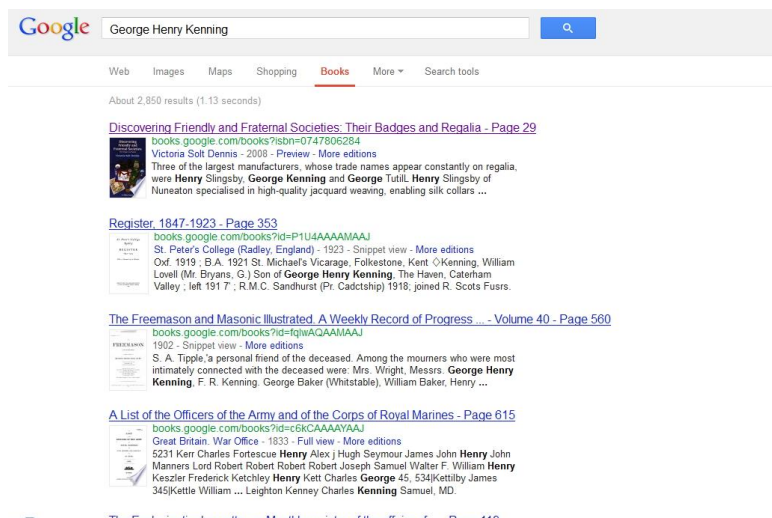 Google George Henry Kenning
Web Images Maps Shopping Books More Search tools
About 2,850 results (1.13 seconds)
Discovering Friendly and Fraternal Societies: Their Badges and Regalia - Page 29
books.google.com/books?isbn=0747806284
Victoria Solt Dennis - 2008 - Preview - More editions
Three of the largest manufacturers, whose trade names appear constantly on regalia,
were Henry Slingsby, George Kenning and George TutilL Henry Slingsby of
Nuneaton specialised in high-quality jacquard weaving, enabling silk collars ...
Register, 1847-1923 - Page 353
books.google.com/books?id=P1U4AAAAMAAJ
St. Peter's College (Radley, England) - 1923 - Snippet view - More editions
Oxf. 1919 ; B.A. 1921 St. Michael's Vicarage, Folkestone, Kent ◇Kenning, William
Lovell (Mr. Bryans, G.) Son of George Henry Kenning, The Haven, Caterham
Valley ; left 191 7' ; R.M.C. Sandhurst (Pr. Cadctship) 1918; joined R. Scots Fusrs.
The Freemason and Masonic Illustrated. A Weekly Record of Progress ... - Volume 40 - Page 560
books.google.com/books?id=fqlwAQAAMAAJ
1902 - Snippet view - More editions
S. A. Tipple,'a personal friend of the deceased. Among the mourners who were most
intimately connected with the deceased were: Mrs. Wright, Messrs. George Henry
Kenning, F. R. Kenning. George Baker (Whitstable), William Baker, Henry ...
A List of the Officers of the Army and of the Corps of Royal Marines - Page 615
books.google.com/books?id=c6kCAAAAYAAJ
Great Britain. War Office - 1833 - Full view - More editions
5231 Kerr Charles Fortescue Henry Alex j Hugh Seymour James John Henry John
Manners Lord Robert Robert Robert Robert Joseph Samuel Walter F. William Henry
Keszler Frederick Ketchley Henry Kett Charles George 45, 534|Kettilby James
345|Kettle William ... Leighton Kenney Charles Kenning Samuel, MD.